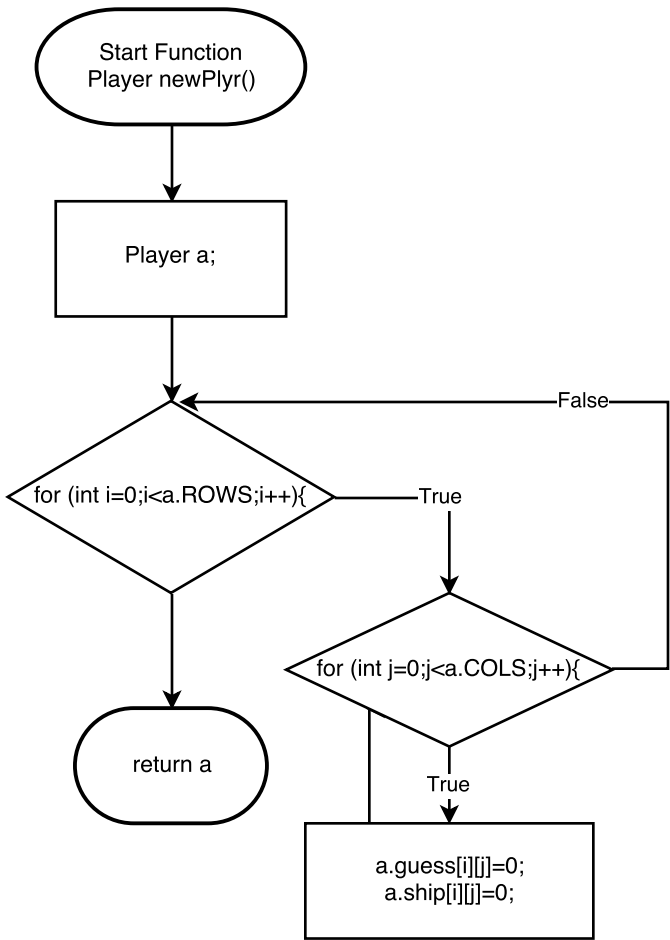 Start Function
Player newPlyr()
Player a;
False
for (int i=0;i<a.ROWS;i++){
True
for (int j=0;j<a.COLS;j++){
return a
True
a.guess[i][j]=0;
a.ship[i][j]=0;